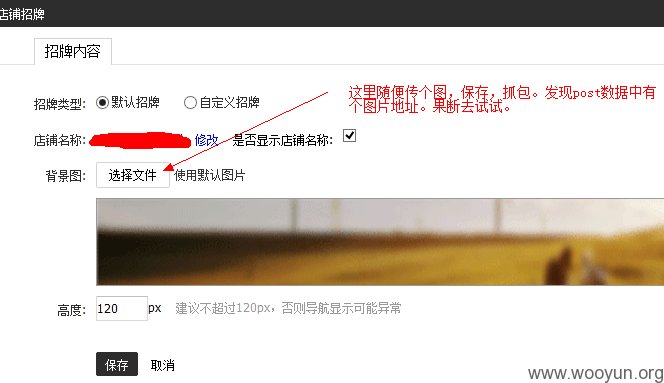 店铺招牌
招牌内容
招牌类型: 默认招牌 自定义招牌
这里随便传个图，保存，抓包。发现post数据中有
个图片地址。果断去试试。
店铺名称: 修改 是否显示店铺名称:
背景图: 选择文件 使用默认图片
高度: 120 px 建议不超过120px，否则导航显示可能异常
保存 取消
www.wooyun.org